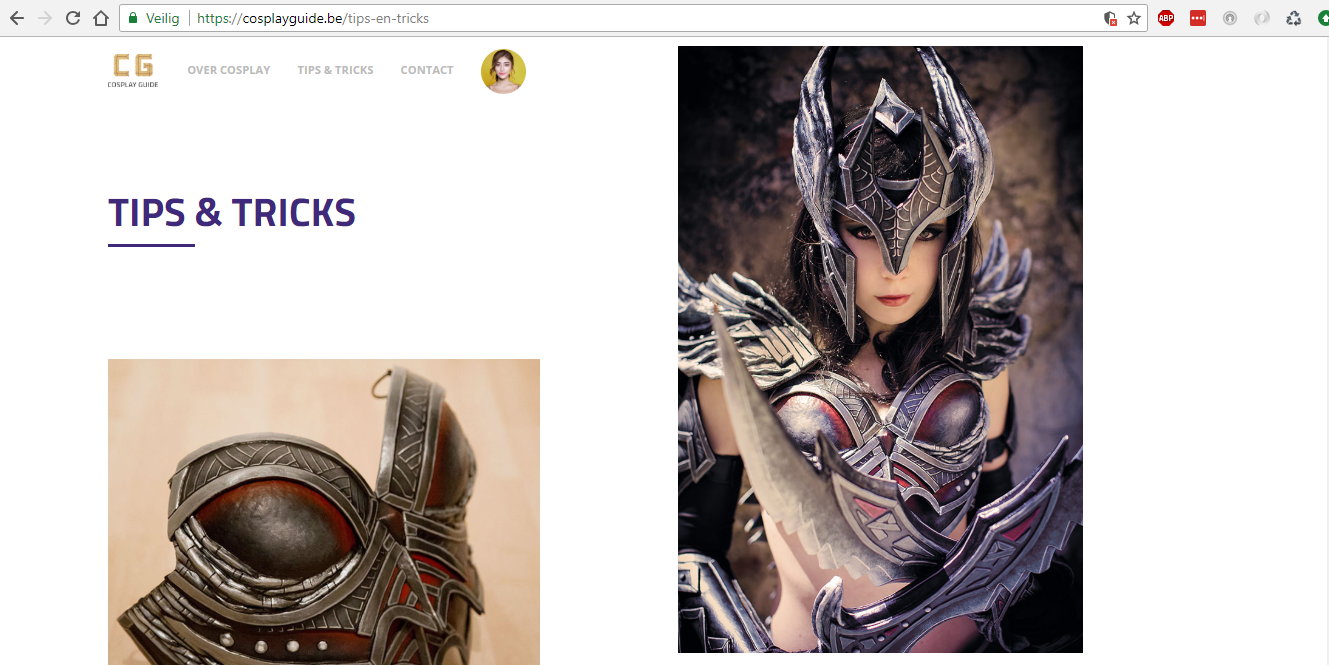 Veilig
https://cosplayguide.be/tips-en-tricks
ABP
CG
COSPLAY GUIDE
OVER COSPLAY
TIPS & TRICKS
CONTACT
TIPS & TRICKS